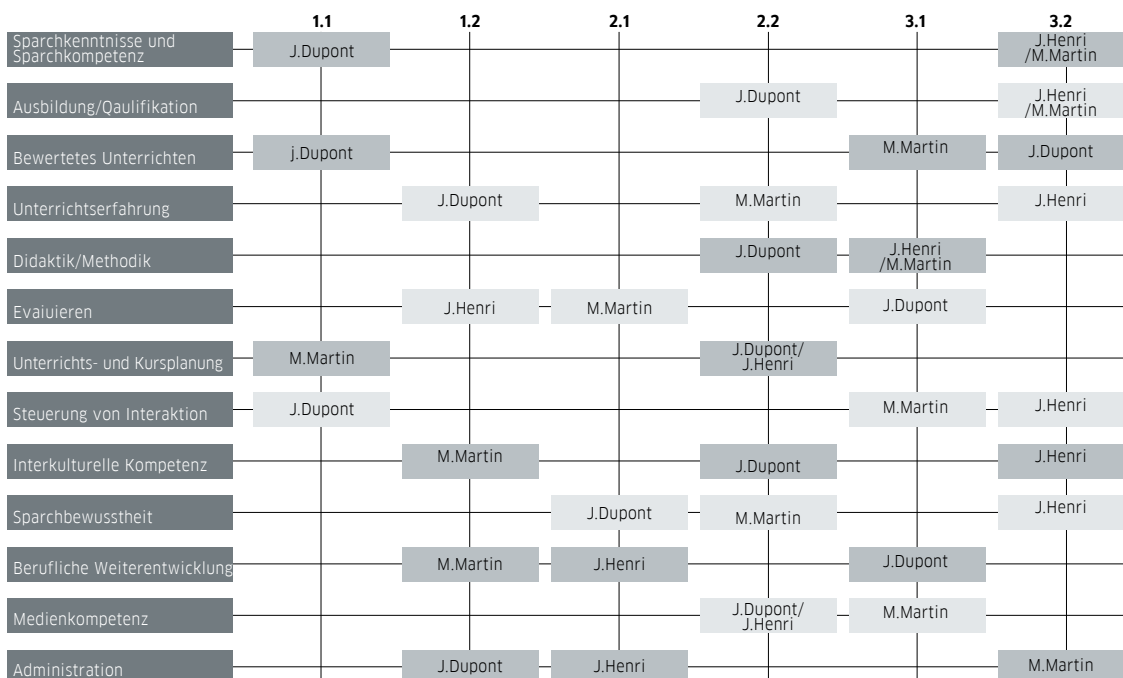 1.1 1.2 2.1 2.2 3.1 3.2
Sparchkenntnisse und
Sparchkompetenz
J.Dupont
J.Henri
/M.Martin
Ausbildung/Qaulifikation
J.Dupont
J.Henri
/M.Martin
Bewertetes Unterrichten
j.Dupont
M.Martin
J.Dupont
Unterrichtserfahrung
J.Dupont
M.Martin
J.Henri
Didaktik/Methodik
J.Dupont
J.Henri
/M.Martin
Evaiuieren
J.Henri
M.Martin
J.Dupont
Unterrichts- und Kursplanung
M.Martin
J.Dupont/
J.Henri
Steuerung von Interaktion
J.Dupont
M.Martin
J.Henri
Interkulturelle Kompetenz
M.Martin
J.Dupont
J.Henri
Sparchbewusstheit
J.Dupont
M.Martin
J.Henri
Berufliche Weiterentwicklung
M.Martin
J.Henri
J.Dupont
Medienkompetenz
J.Dupont/
J.Henri
M.Martin
Administration
J.Dupont
J.Henri
M.Martin